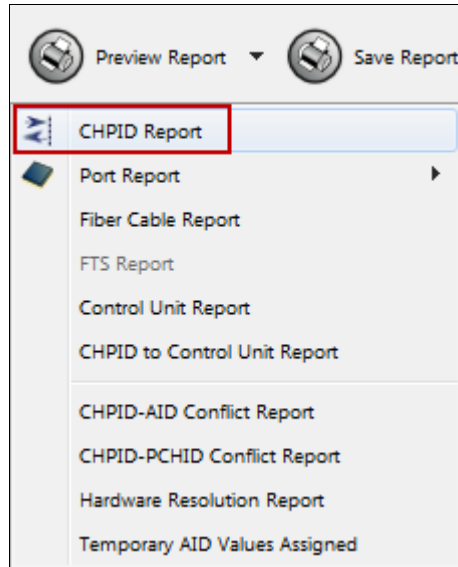 Preview Report Save Report
CHPID Report
Port Report
Fiber Cable Report
FTS Report
Control Unit Report
CHPID to Control Unit Report
CHPID-AID Conflict Report
CHPID-PCHID Conflict Report
Hardware Resolution Report
Temporary AID Values Assigned